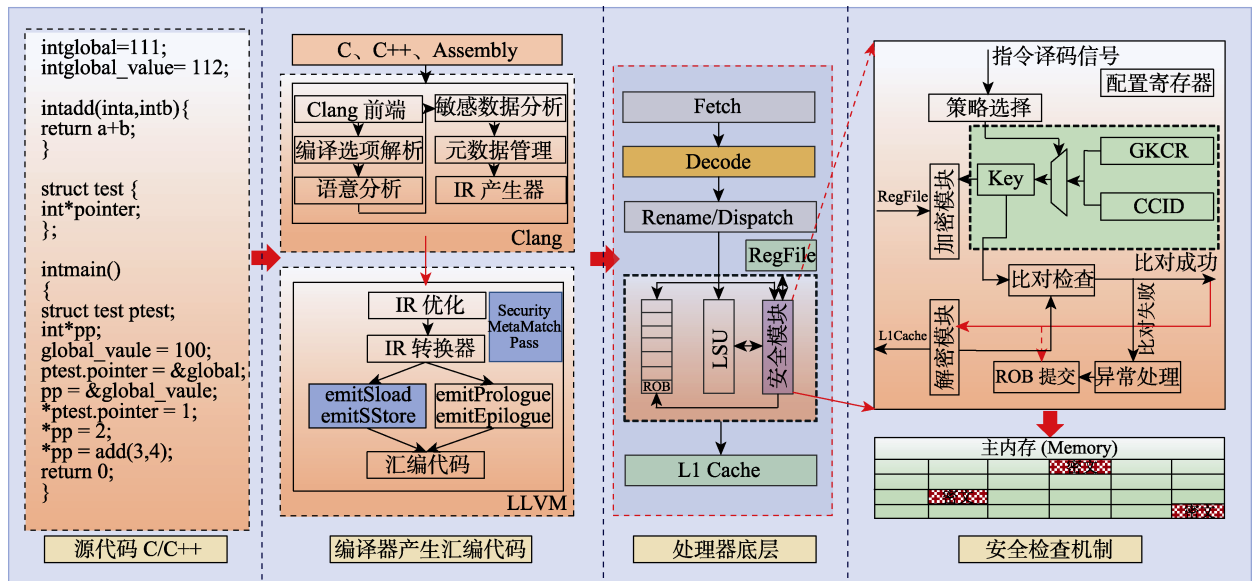 intglobal=111;
intglobal_value= 112;
intadd(inta,intb){
return a+b;
}
struct test {
int*pointer;
};
intmain()
{
struct test ptest;
int*pp;
global_vaule = 100;
ptest.pointer = &global;
pp = &global_vaule;
*ptest.pointer = 1;
*pp = 2;
*pp = add(3,4);
return 0;
}
源代码 C/C++
C、C++、Assembly
Clang 前端
编译选项解析
语意分析
敏感数据分析
元数据管理
IR 产生器
Clang
IR 优化
IR 转换器
Security
MetaMatch
Pass
emitSload
emitSStore
emitPrologue
emitEpilogue
汇编代码
LLVM
编译器产生汇编代码
Fetch
Decode
Rename/Dispatch
RegFile
ROB
LSU
安全模块
L1 Cache
处理器底层
指令译码信号
配置寄存器
策略选择
GKCR
Key
CCID
RegFile
加密模块
比对检查
比对成功
比对失败
L1Cache
解密模块
ROB 提交
异常处理
主内存 (Memory)
密文
密文
密文
安全检查机制